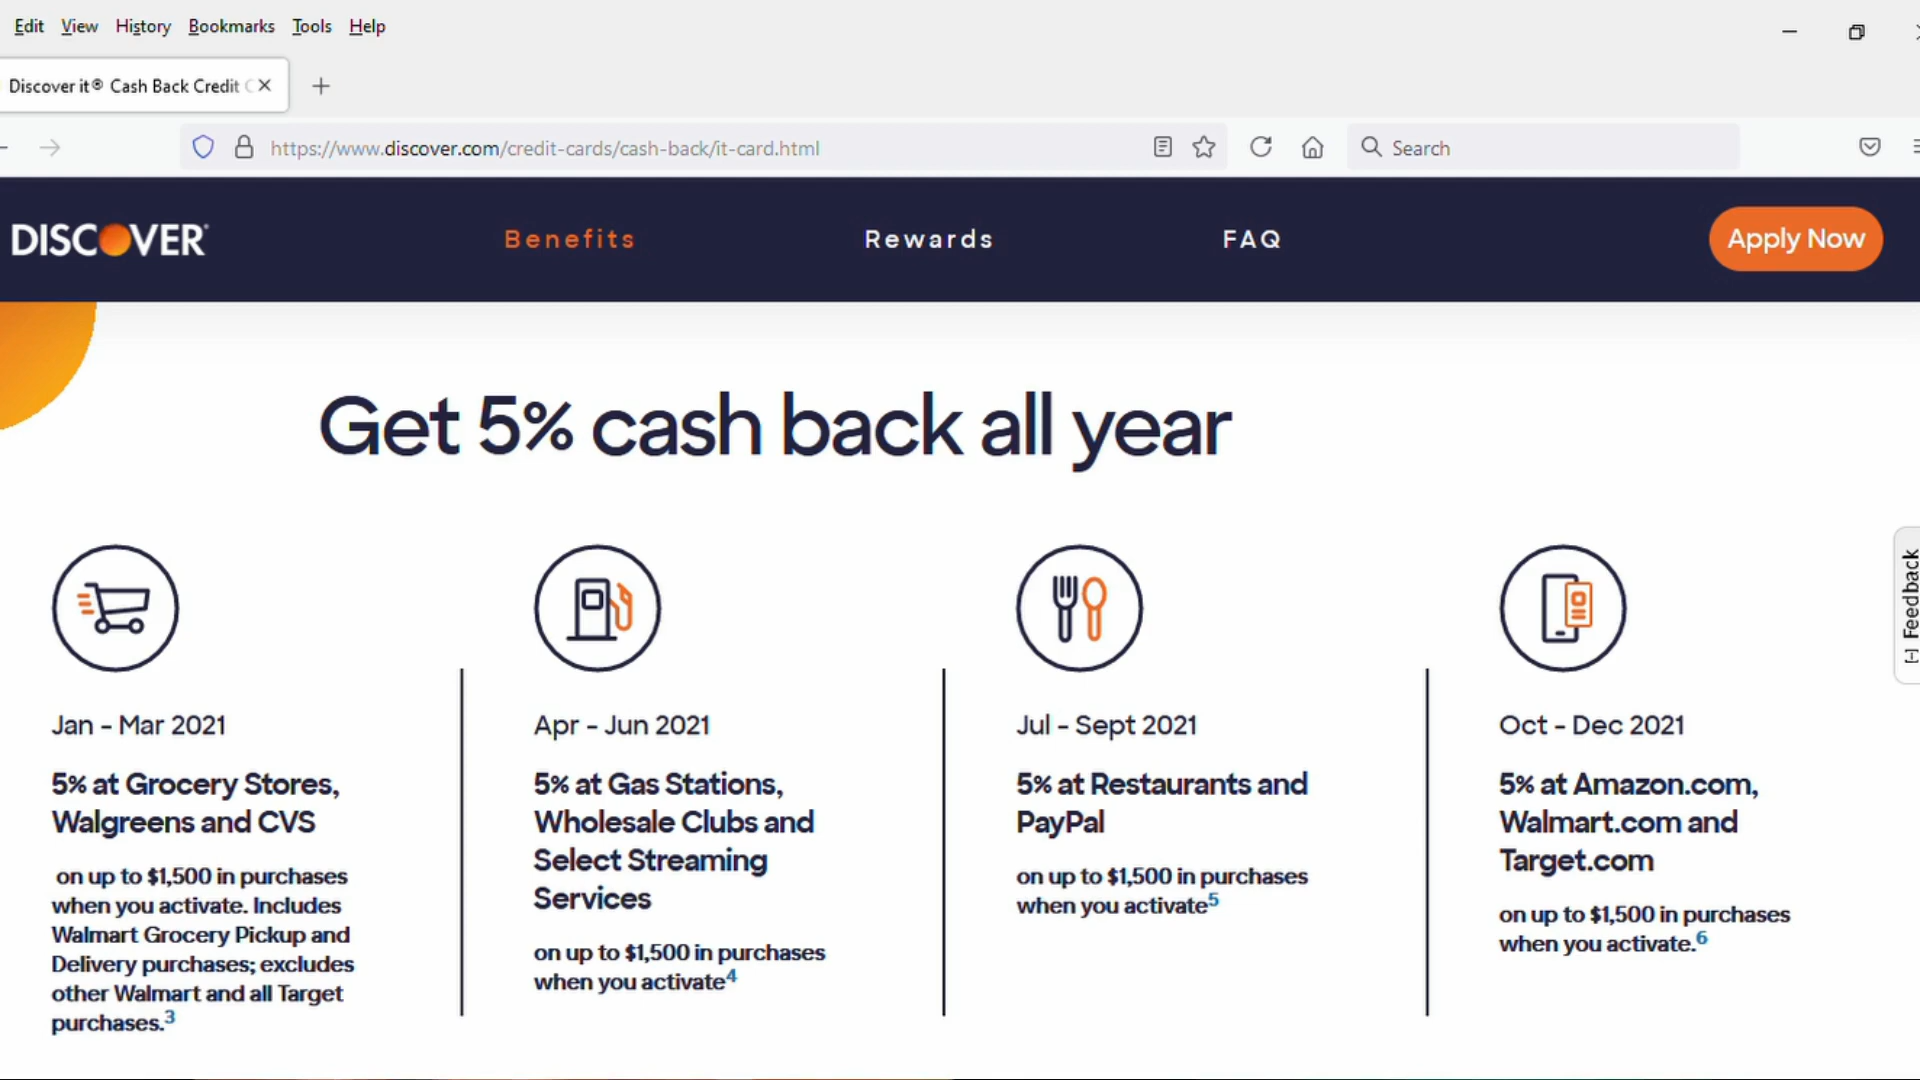 Edit View History Bookmarks Tools Help
Discover it® Cash Back Credit
https://www.discover.com/credit-cards/cash-back/it-card.html
Search
DISCOVER
Benefits
Rewards
FAQ
Apply Now
Get 5% cash back all year
Jan - Mar 2021
5% at Grocery Stores,
Walgreens and CVS
on up to $1,500 in purchases
when you activate. Includes
Walmart Grocery Pickup and
Delivery purchases; excludes
other Walmart and all Target
purchases.3
Apr - Jun 2021
5% at Gas Stations,
Wholesale Clubs and
Select Streaming
Services
on up to $1,500 in purchases
when you activate4
Jul - Sept 2021
5% at Restaurants and
PayPal
on up to $1,500 in purchases
when you activate5
Oct - Dec 2021
5% at Amazon.com,
Walmart.com and
Target.com
on up to $1,500 in purchases
when you activate.6
[-] Feedback